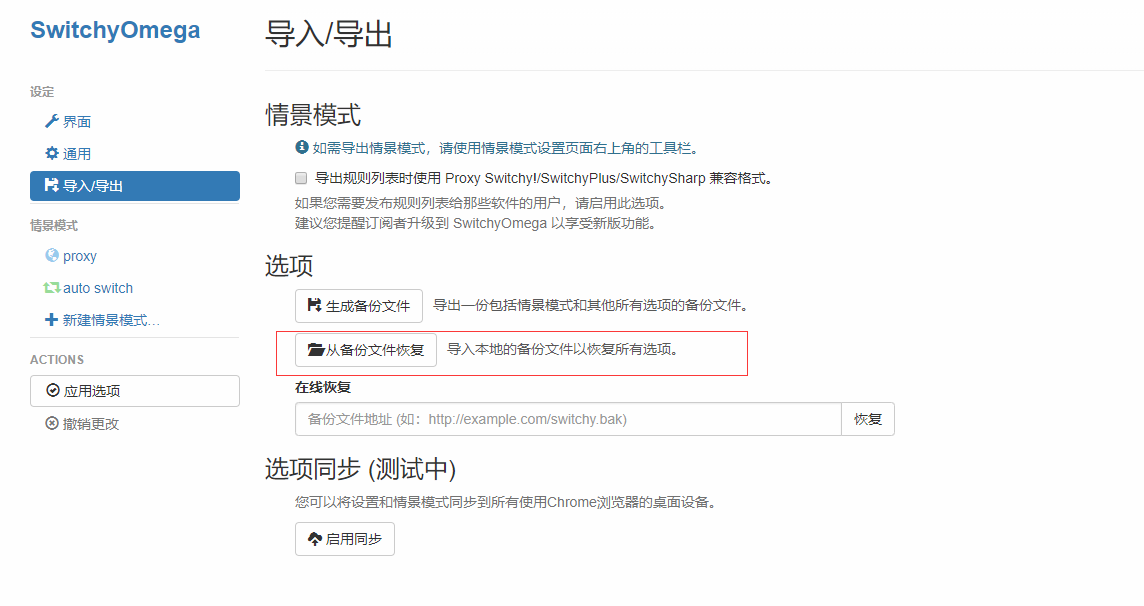 SwitchyOmega
设定
界面
通用
导入/导出
情景模式
proxy
auto switch
新建情景模式…
ACTIONS
应用选项
撤销更改
导入/导出
情景模式
如需导出情景模式，请使用情景模式设置页面右上角的工具栏。
导出规则列表时使用 Proxy Switchy!/SwitchyPlus/SwitchySharp 兼容格式。
如果您需要发布规则列表给那些软件的用户，请启用此选项。
建议您提醒订阅者升级到 SwitchyOmega 以享受新版功能。
选项
生成备份文件 导出一份包括情景模式和其他所有选项的备份文件。
从备份文件恢复 导入本地的备份文件以恢复所有选项。
在线恢复
备份文件地址 (如：http://example.com/switchy.bak) 恢复
选项同步 (测试中)
您可以将设置和情景模式同步到所有使用Chrome浏览器的桌面设备。
启用同步